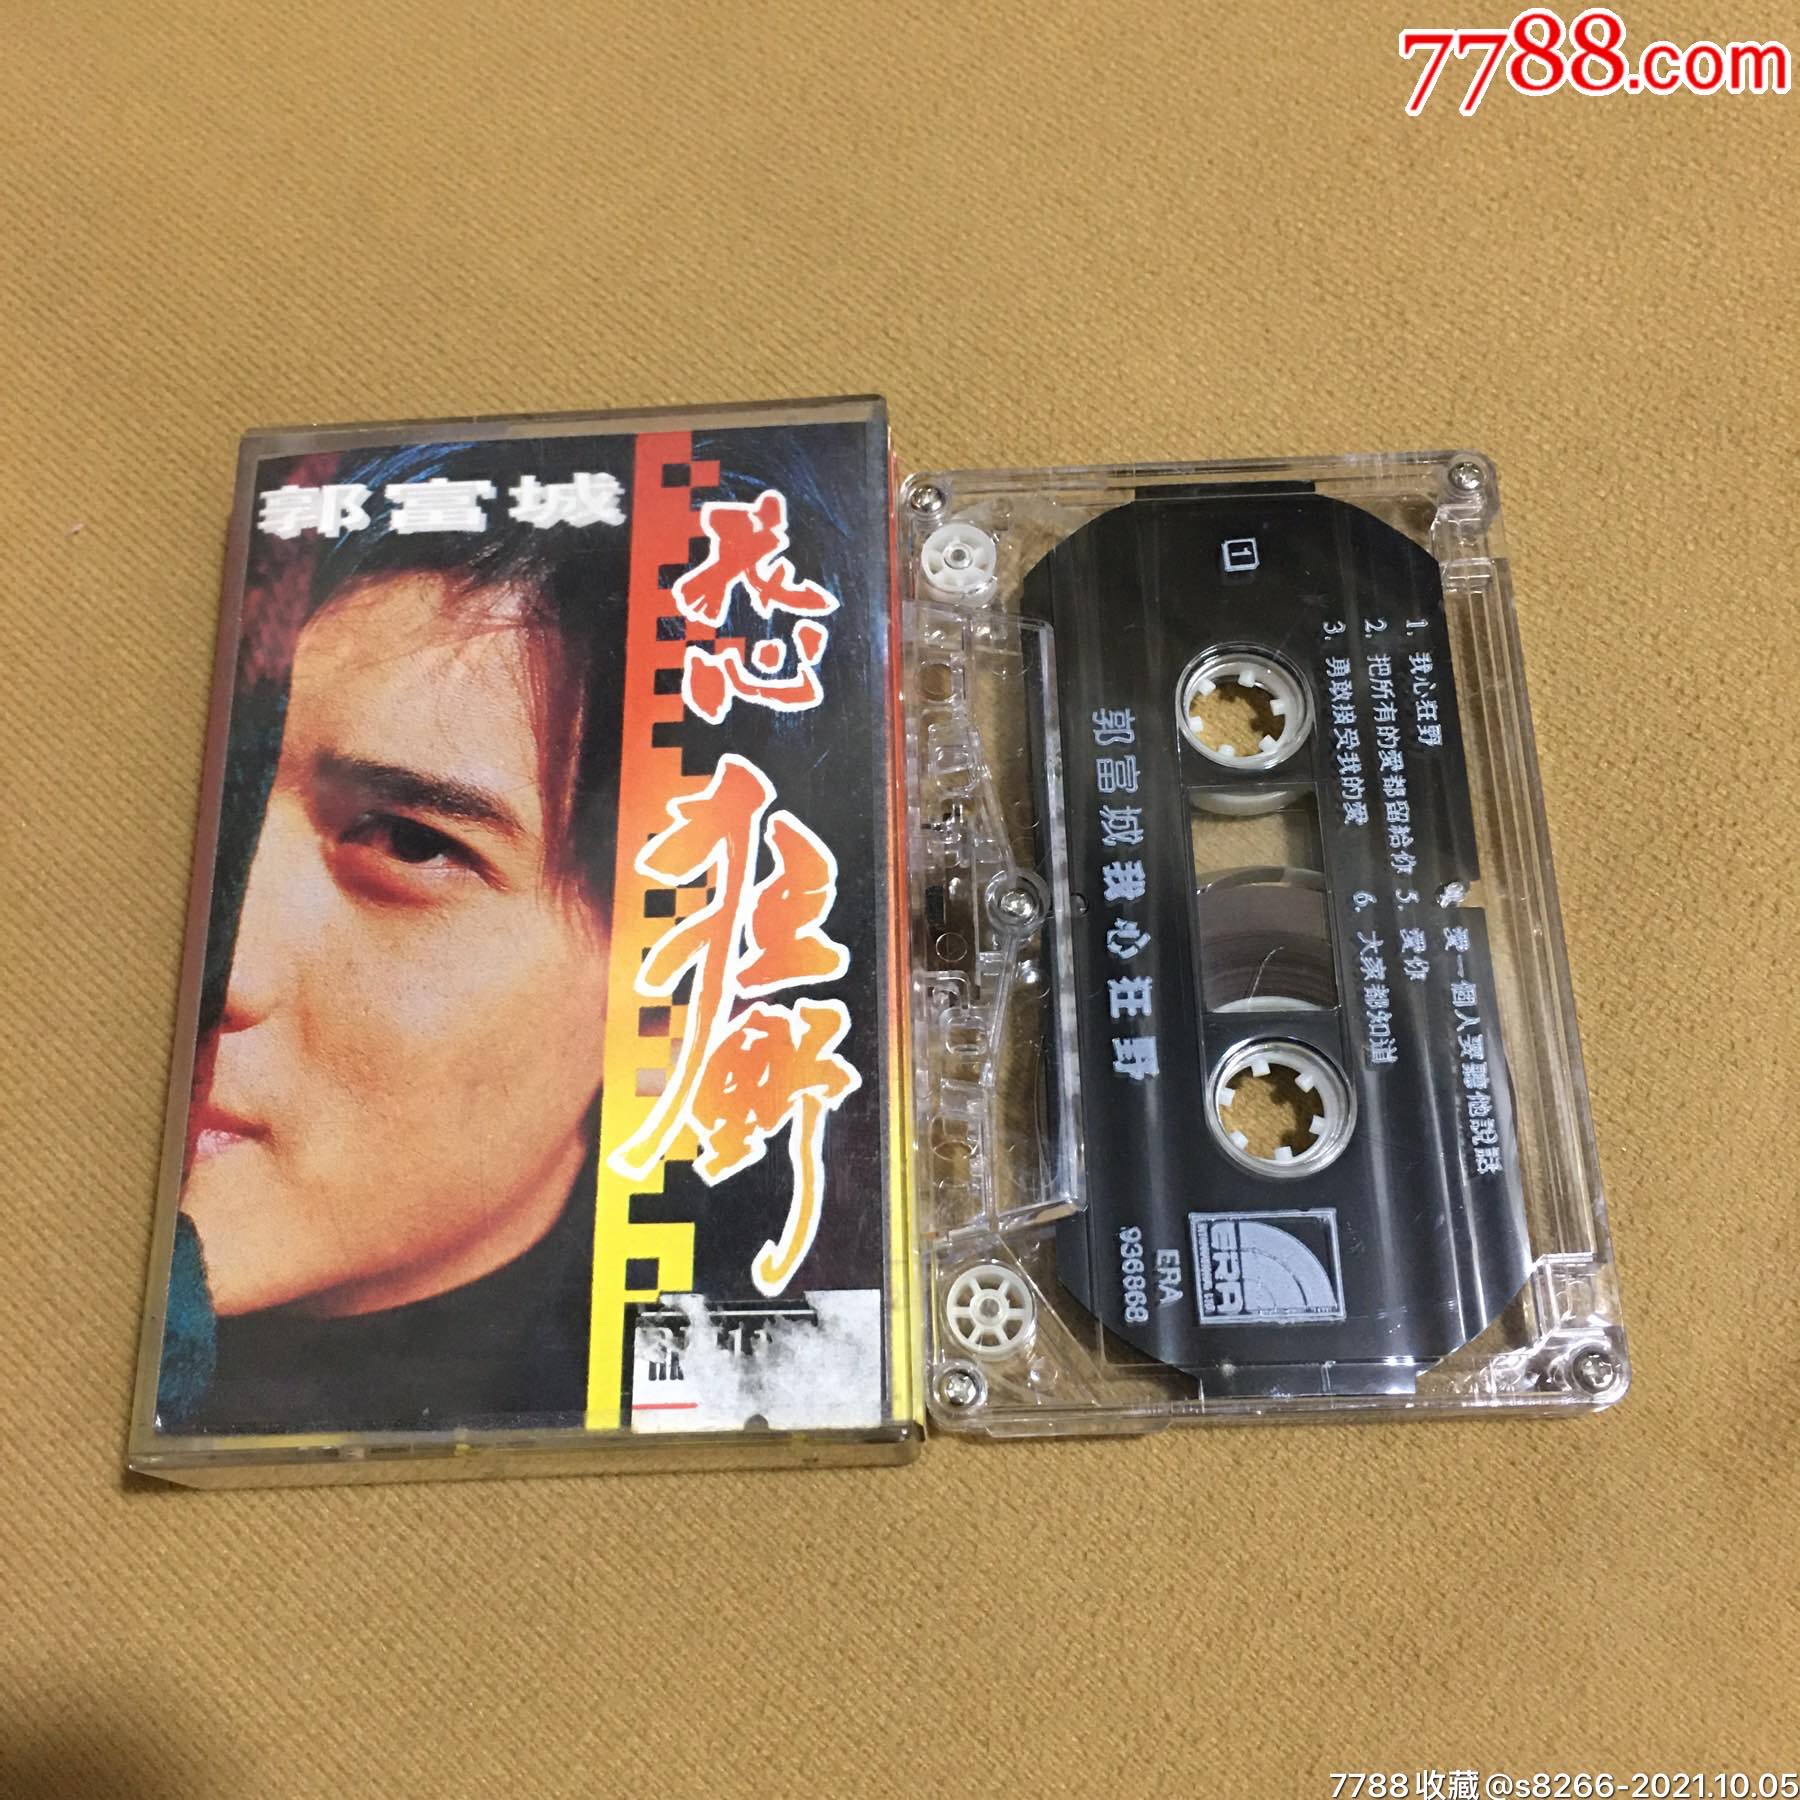 7788.com
郭富城
我心
狂野
1
1. 我心狂野
2. 把所有的愛都留給你
3. 勇敢接受我的愛
愛一個人要聽他說話
5. 愛你
6. 大家都知道
郭富城 我心狂野
ERA
936868
ERA
7788收藏@s8266-2021.10.05